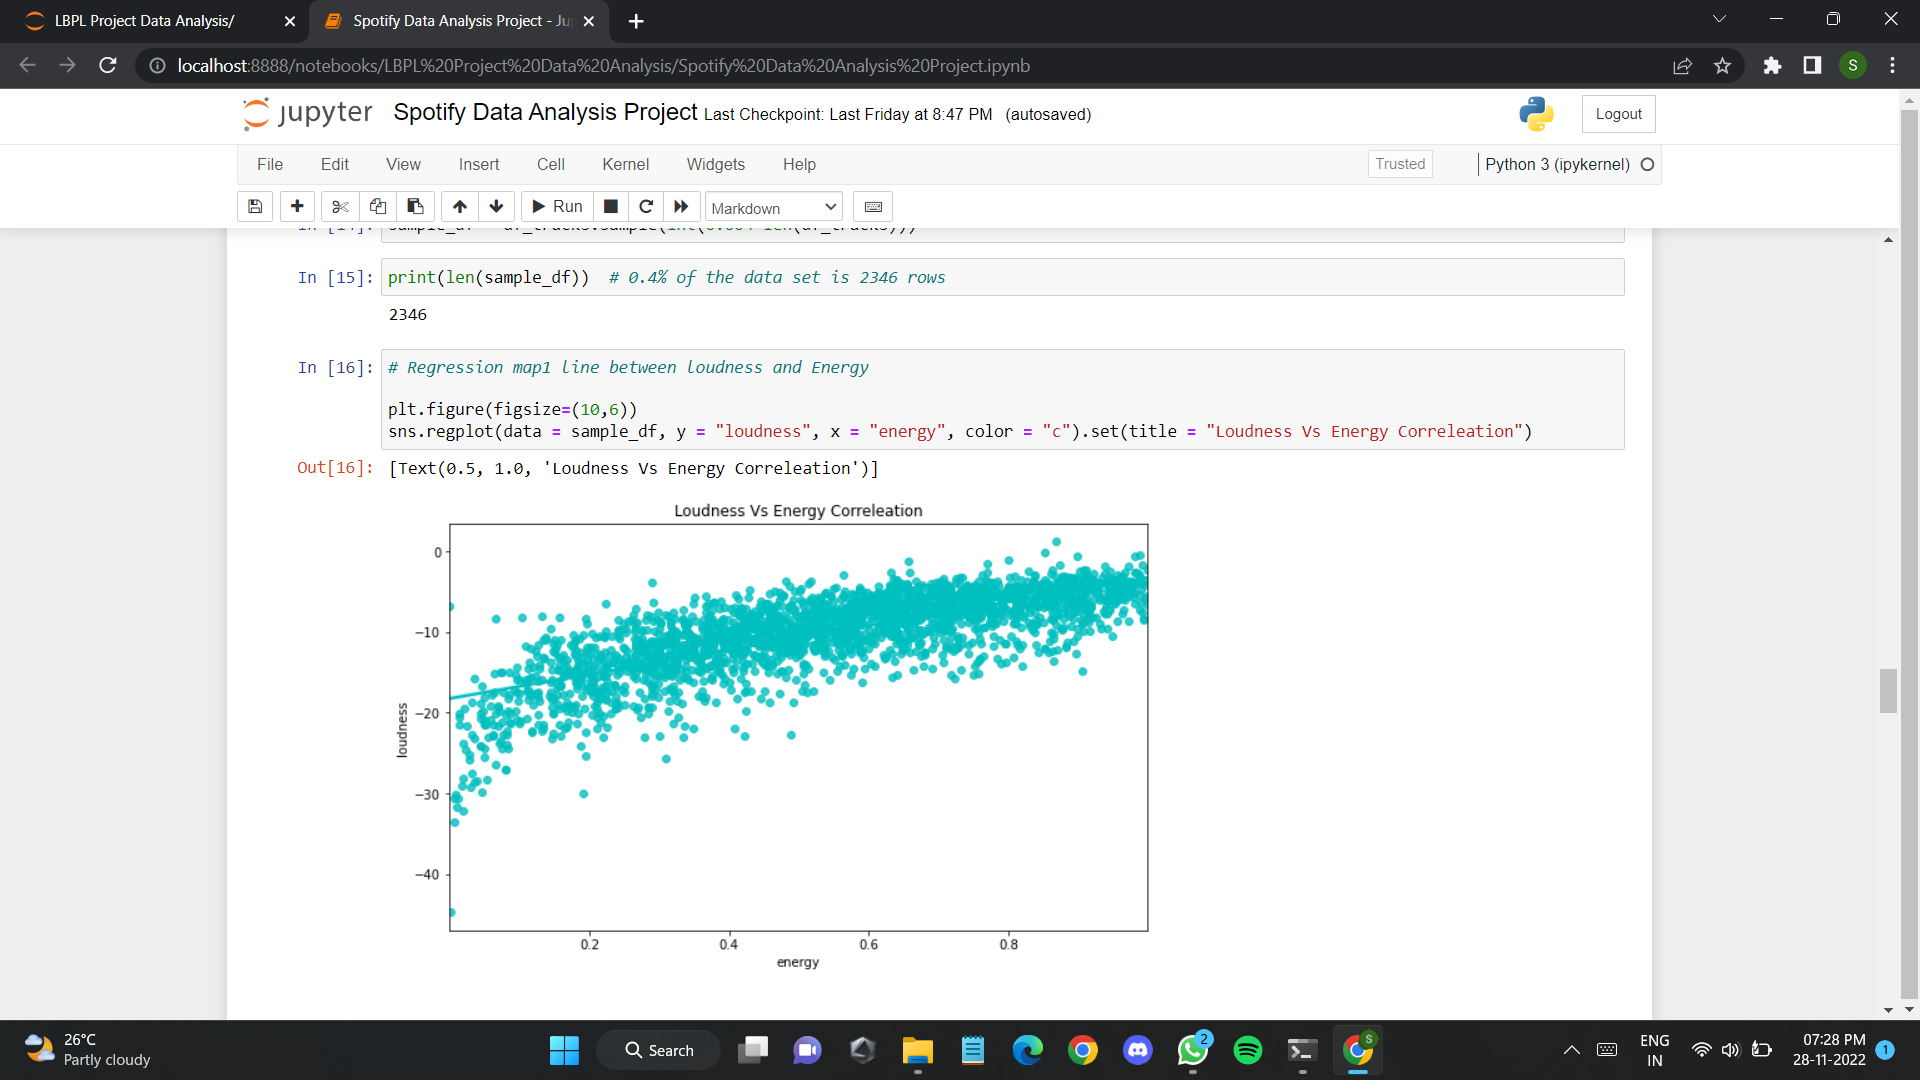 LBPL Project Data Analysis/
Spotify Data Analysis Project - Ju
localhost:8888/notebooks/LBPL%20Project%20Data%20Analysis/Spotify%20Data%20Analysis%20Project.ipynb
S
jupyter Spotify Data Analysis Project Last Checkpoint: Last Friday at 8:47 PM (autosaved)
Logout
File Edit View Insert Cell Kernel Widgets Help
Trusted
Python 3 (ipykernel)
Run
Markdown
In [15]: print(len(sample_df)) # 0.4% of the data set is 2346 rows
2346
In [16]: # Regression map1 line between loudness and Energy
plt.figure(figsize=(10,6))
sns.regplot(data = sample_df, y = "loudness", x = "energy", color = "c").set(title = "Loudness Vs Energy Correleation")
Out[16]: [Text(0.5, 1.0, 'Loudness Vs Energy Correleation')]
Loudness Vs Energy Correleation
0
−10
−20
−30
−40
loudness
0.2 0.4 0.6 0.8
energy
26°C
Partly cloudy
Search
2
S
ENG
IN
07:28 PM
28-11-2022
1